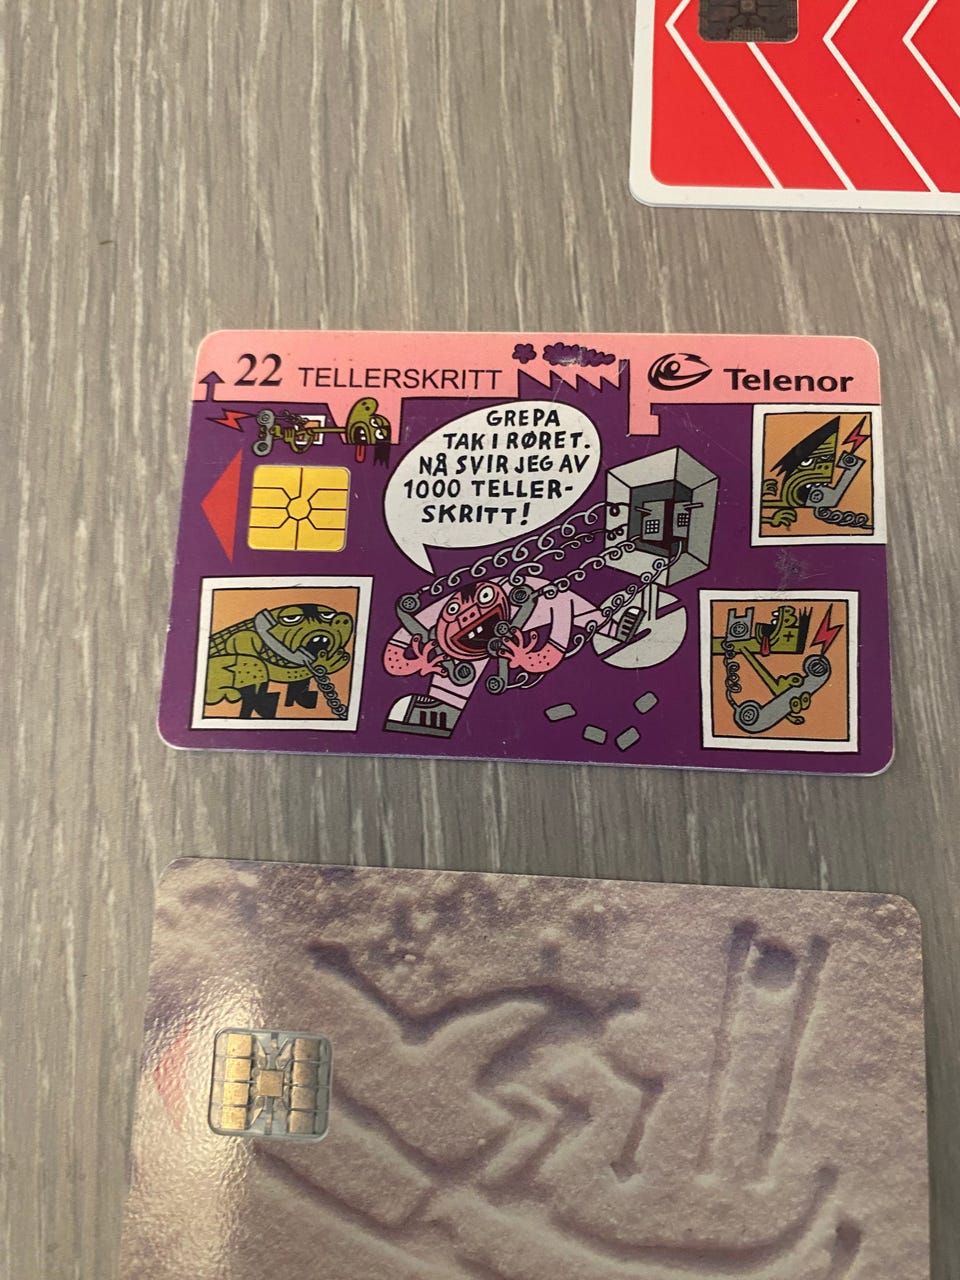 22 TELLERSKRITT
Telenor
GREPA
TAK I RØRET.
NÅ SVIR JEG AV
1000 TELLER-
SKRITT!